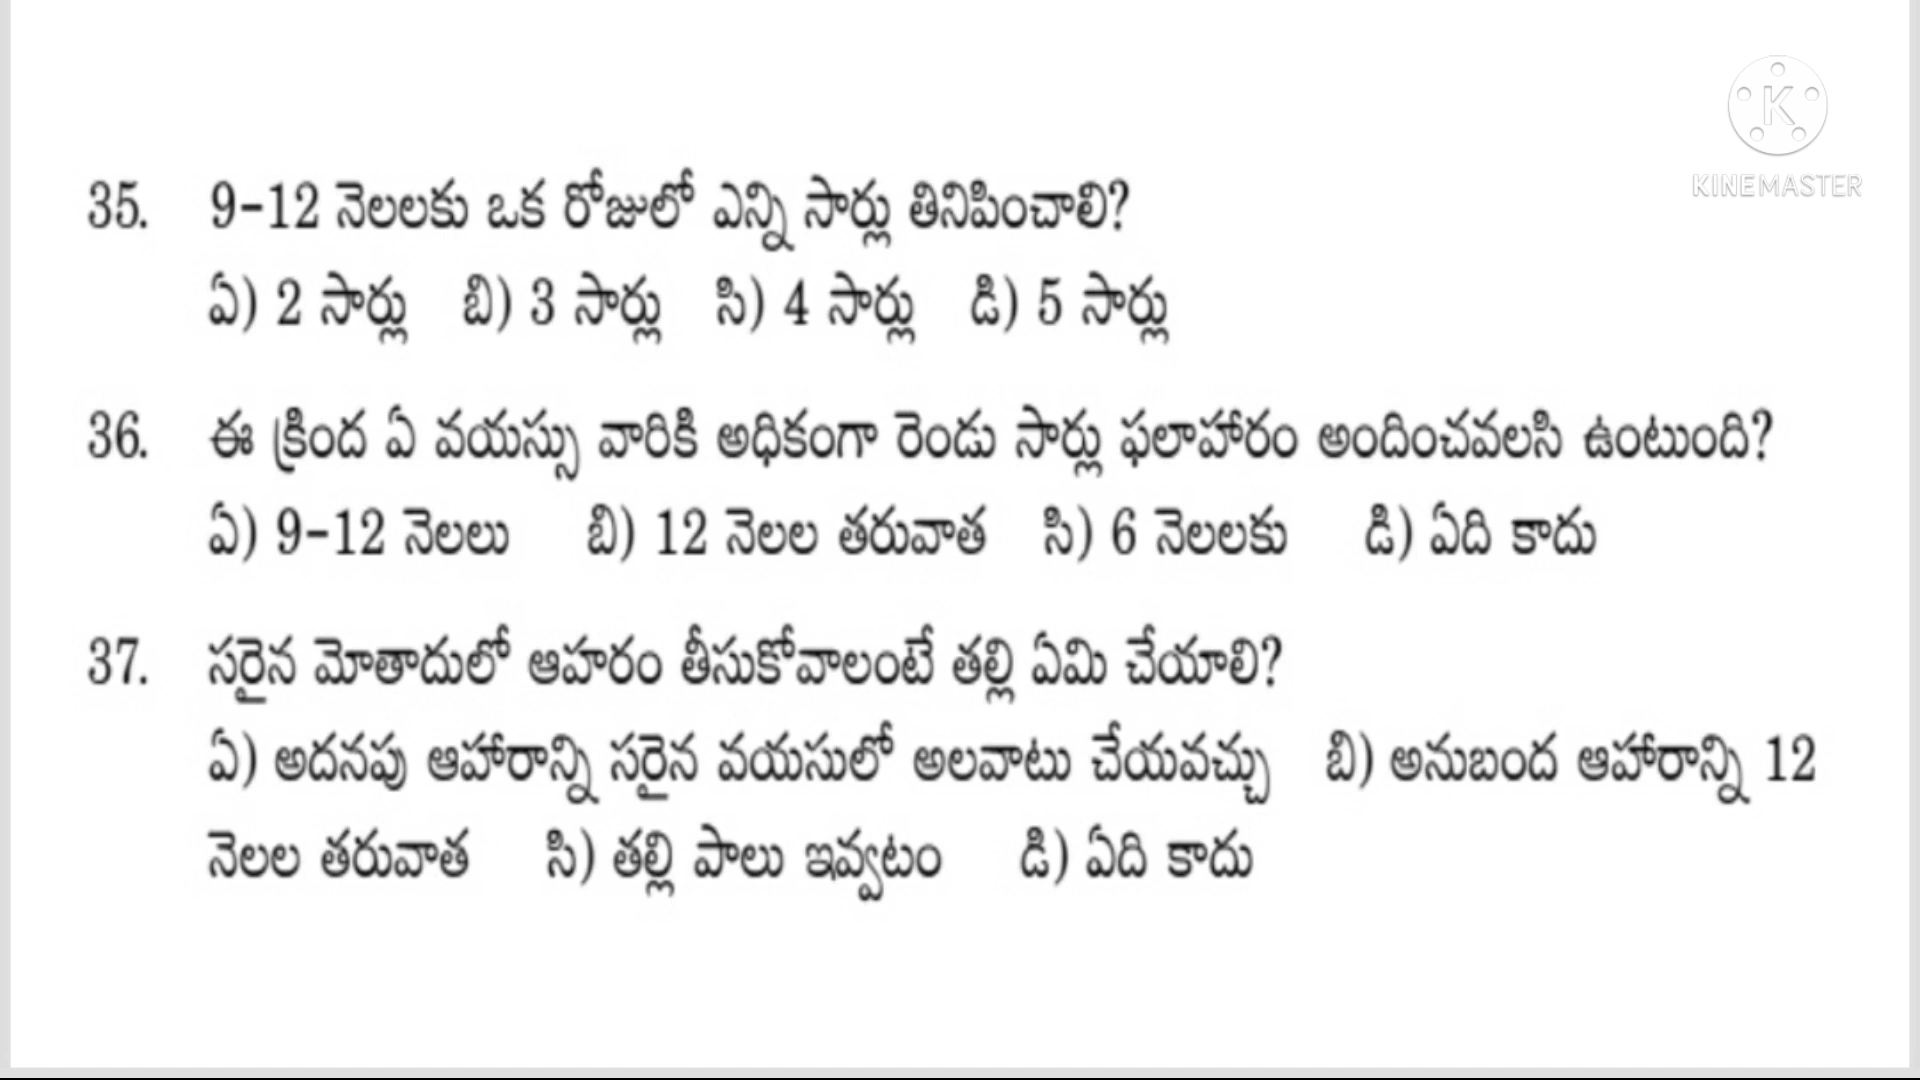 KINEMASTER
35. 9-12 నెలలకు ఒక రోజులో ఎన్ని సార్లు తినిపించాలి?
ఏ) 2 సార్లు బి) 3 సార్లు సి) 4 సార్లు డి) 5 సార్లు
36. ఈ క్రింద ఏ వయస్సు వారికి అధికంగా రెండు సార్లు ఫలాహారం అందించవలసి ఉంటుంది?
ఏ) 9-12 నెలలు బి) 12 నెలల తరువాత సి) 6 నెలలకు డి) ఏది కాదు
37. సరైన మోతాదులో ఆహరం తీసుకోవాలంటే తల్లి ఏమి చేయాలి?
ఏ) అదనపు ఆహారాన్ని సరైన వయసులో అలవాటు చేయవచ్చు బి) అనుబంద ఆహారాన్ని 12
నెలల తరువాత సి) తల్లి పాలు ఇవ్వటం డి) ఏది కాదు